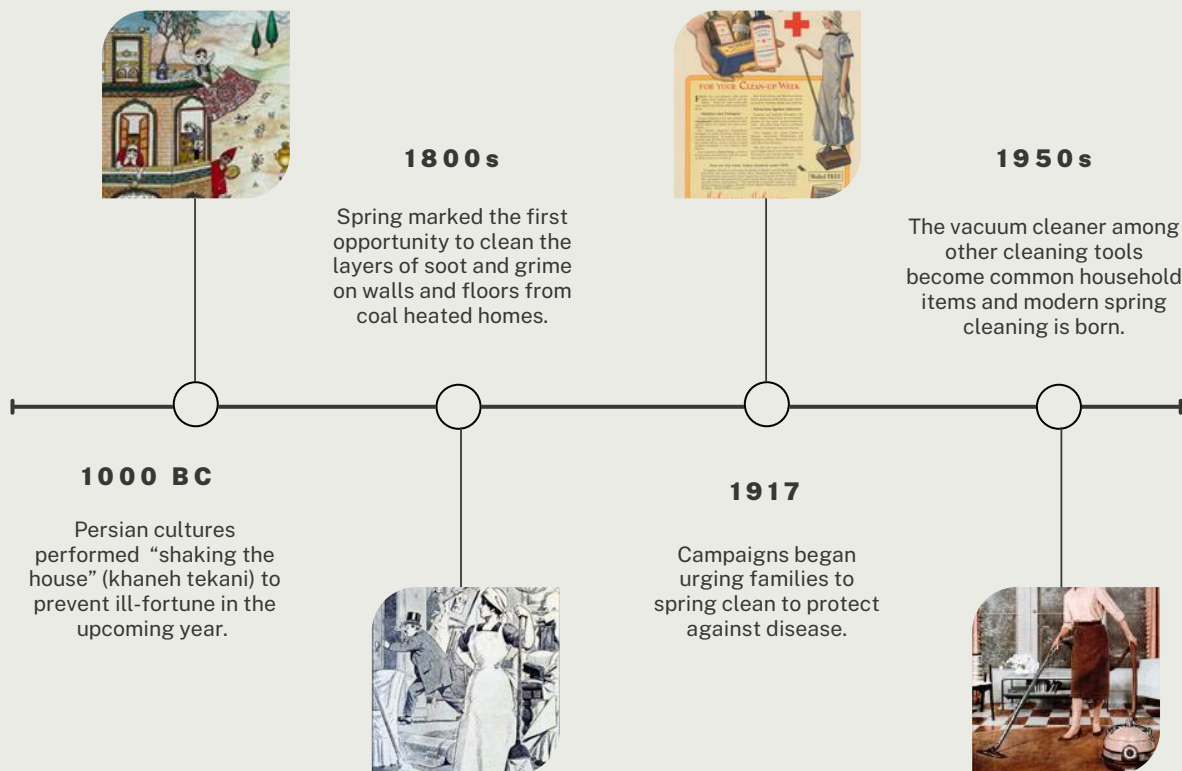 1000 BC
Persian cultures
performed “shaking the
house” (khaneh tekani) to
prevent ill-fortune in the
upcoming year.
1800s
Spring marked the first
opportunity to clean the
layers of soot and grime
on walls and floors from
coal heated homes.
FOR YOUR CLEAN-UP WEEK
1917
Campaigns began
urging families to
spring clean to protect
against disease.
1950s
The vacuum cleaner among
other cleaning tools
become common household
items and modern spring
cleaning is born.